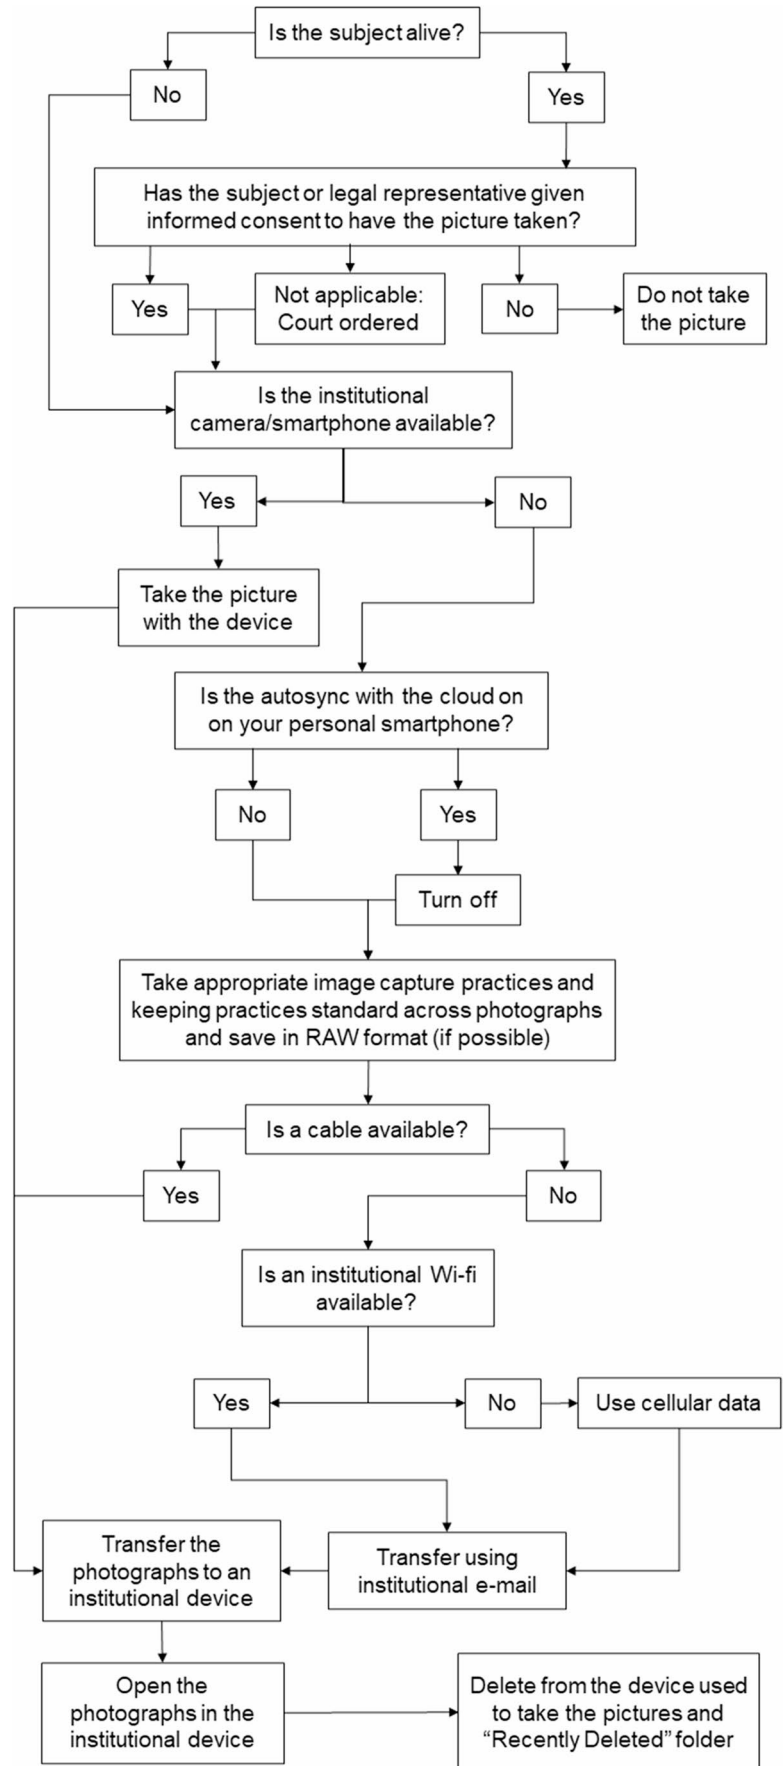 Is the subject alive?
No
Yes
Has the subject or legal representative given
informed consent to have the picture taken?
Yes
Not applicable:
Court ordered
No
Do not take
the picture
Is the institutional
camera/smartphone available?
Yes
No
Take the picture
with the device
Is the autosync with the cloud on
on your personal smartphone?
No
Yes
Turn off
Take appropriate image capture practices and
keeping practices standard across photographs
and save in RAW format (if possible)
Is a cable available?
Yes
No
Is an institutional Wi-fi
available?
Yes
No
Use cellular data
Transfer the
photographs to an
institutional device
Transfer using
institutional e-mail
Open the
photographs in the
institutional device
Delete from the device used
to take the pictures and
“Recently Deleted” folder